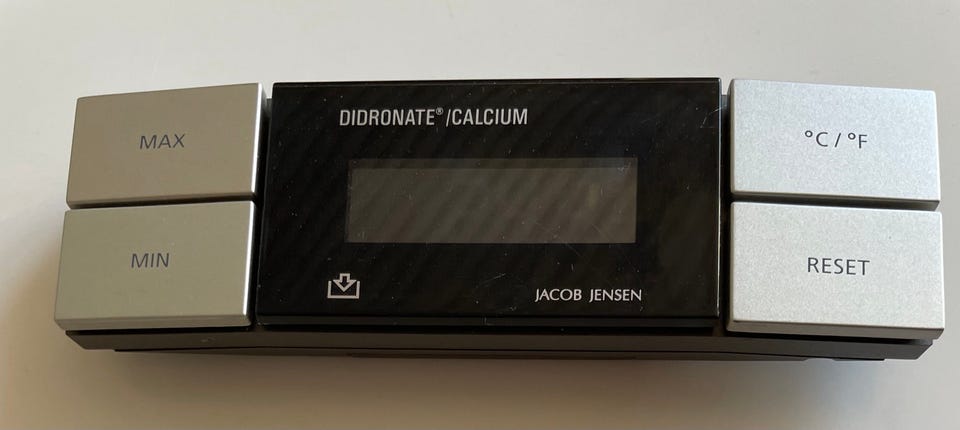 MAX
MIN
DIDRONATE® /CALCIUM
JACOB JENSEN
°C / °F
RESET